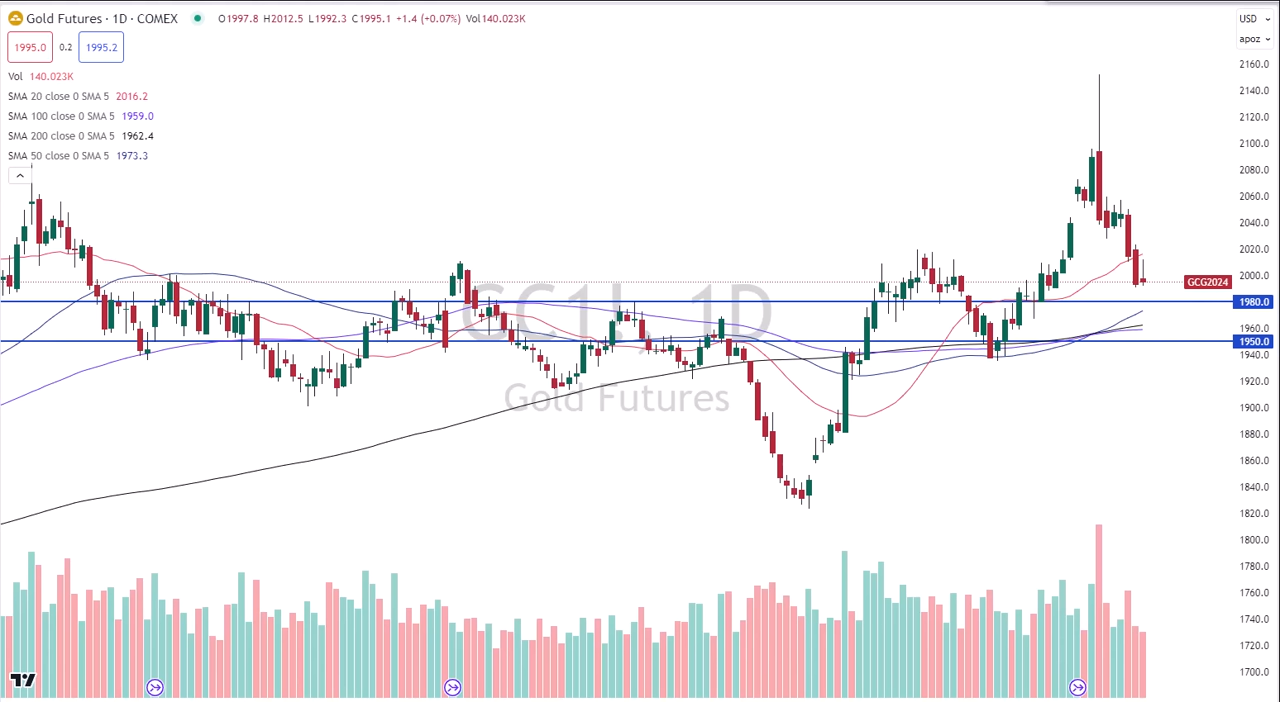 Gold Futures · 1D · COMEX O1997.8 H2012.5 L1992.3 C1995.1 +1.4 (+0.07%) Vol140.023K
1995.0 0.2 1995.2
Vol 140.023K
SMA 20 close 0 SMA 5 2016.2
SMA 100 close 0 SMA 5 1959.0
SMA 200 close 0 SMA 5 1962.4
SMA 50 close 0 SMA 5 1973.3
GC1!, 1D
Gold Futures
USD
apoz
2160.0
2140.0
2120.0
2100.0
2080.0
2060.0
2040.0
2020.0
2000.0
GCG2024
1980.0
1960.0
1950.0
1940.0
1920.0
1900.0
1880.0
1860.0
1840.0
1820.0
1800.0
1780.0
1760.0
1740.0
1720.0
1700.0